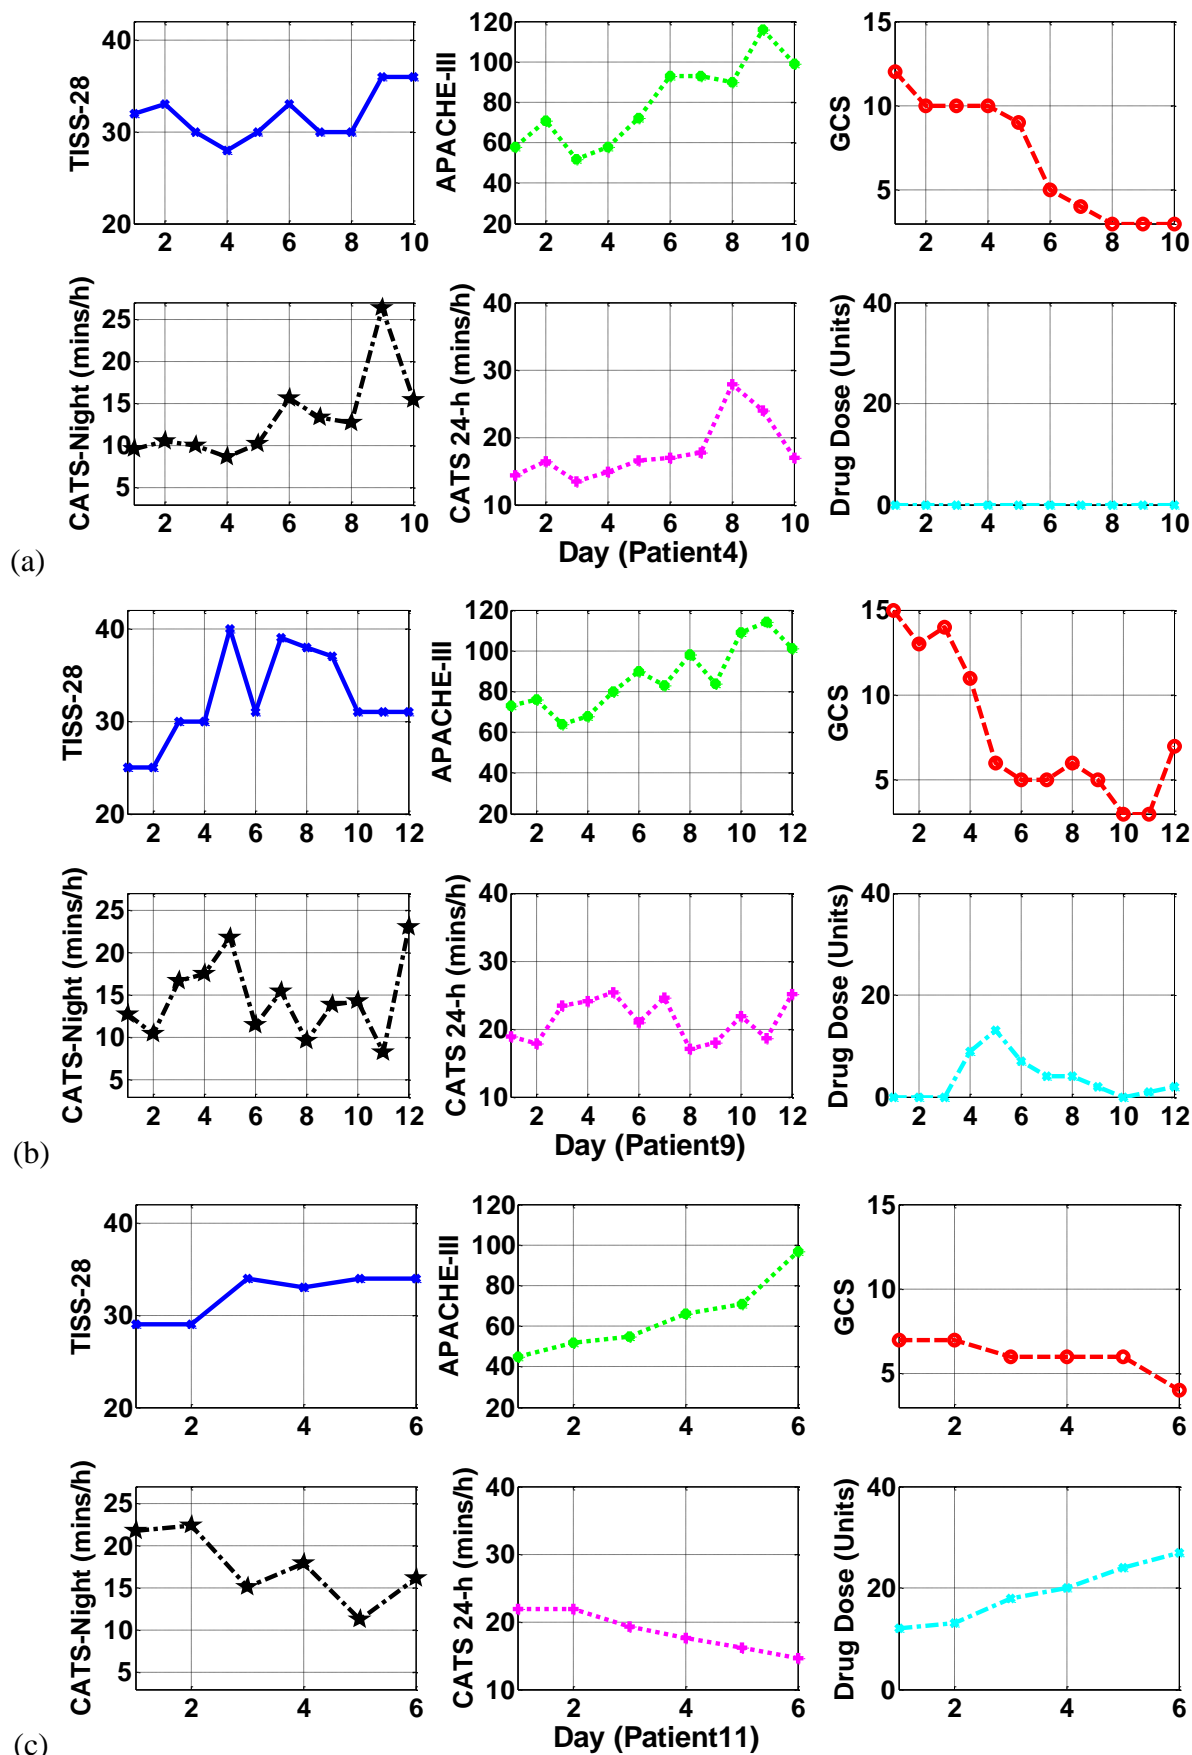 TISS-28
40
30
20
2 4 6 8 10
APACHE-III
120
100
80
60
40
20
2 4 6 8 10
GCS
15
10
5
2 4 6 8 10
CATS-Night (mins/h)
25
20
15
10
5
2 4 6 8 10
CATS 24-h (mins/h)
40
30
20
10
2 4 6 8 10
Drug Dose (Units)
40
20
0
2 4 6 8 10
Day (Patient4)
(a)
TISS-28
40
30
20
2 4 6 8 10 12
APACHE-III
120
100
80
60
40
20
2 4 6 8 10 12
GCS
15
10
5
2 4 6 8 10 12
CATS-Night (mins/h)
25
20
15
10
5
2 4 6 8 10 12
CATS 24-h (mins/h)
40
30
20
10
2 4 6 8 10 12
Drug Dose (Units)
40
20
0
2 4 6 8 10 12
Day (Patient9)
(b)
TISS-28
40
30
20
2 4 6
APACHE-III
120
100
80
60
40
20
2 4 6
GCS
15
10
5
2 4 6
CATS-Night (mins/h)
25
20
15
10
5
2 4 6
CATS 24-h (mins/h)
40
30
20
10
2 4 6
Drug Dose (Units)
40
20
0
2 4 6
Day (Patient11)
(c)